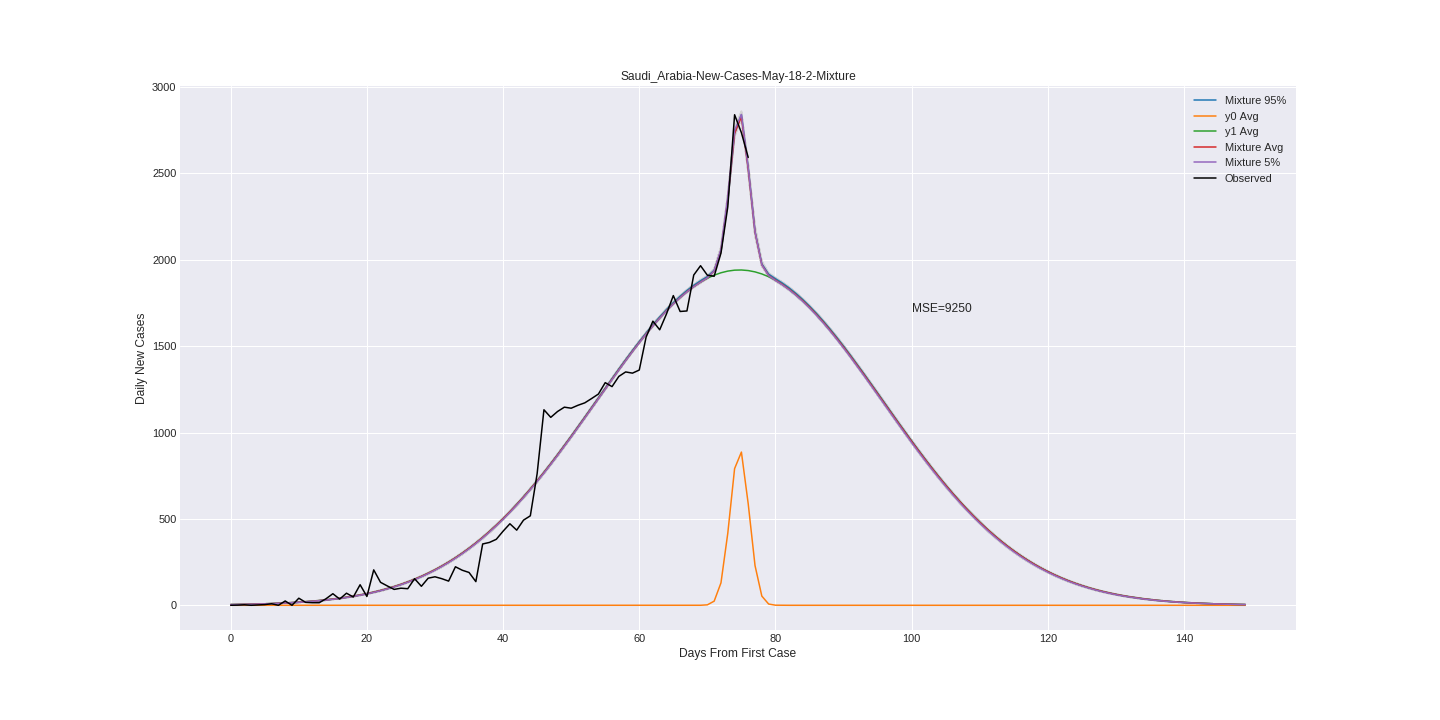 Saudi_Arabia-New-Cases-May-18-2-Mixture
3000
2500
2000
1500
1000
500
0
Daily New Cases
Mixture 95%
y0 Avg
y1 Avg
Mixture Avg
Mixture 5%
Observed
MSE=9250
0 20 40 60 80 100 120 140
Days From First Case